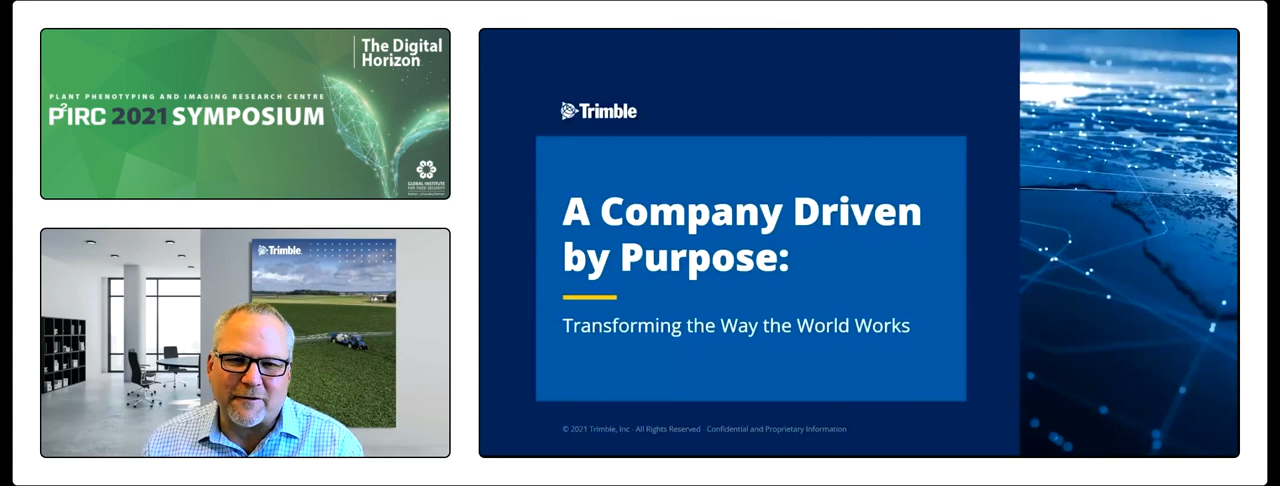 The Digital
Horizon
PLANT PHENOTYPING AND IMAGING RESEARCH CENTRE
P²IRC 2021 SYMPOSIUM
GLOBAL INSTITUTE
FOR FOOD SECURITY
Trimble
Trimble
A Company Driven
by Purpose:
Transforming the Way the World Works
© 2021 Trimble, Inc - All Rights Reserved - Confidential and Proprietary Information